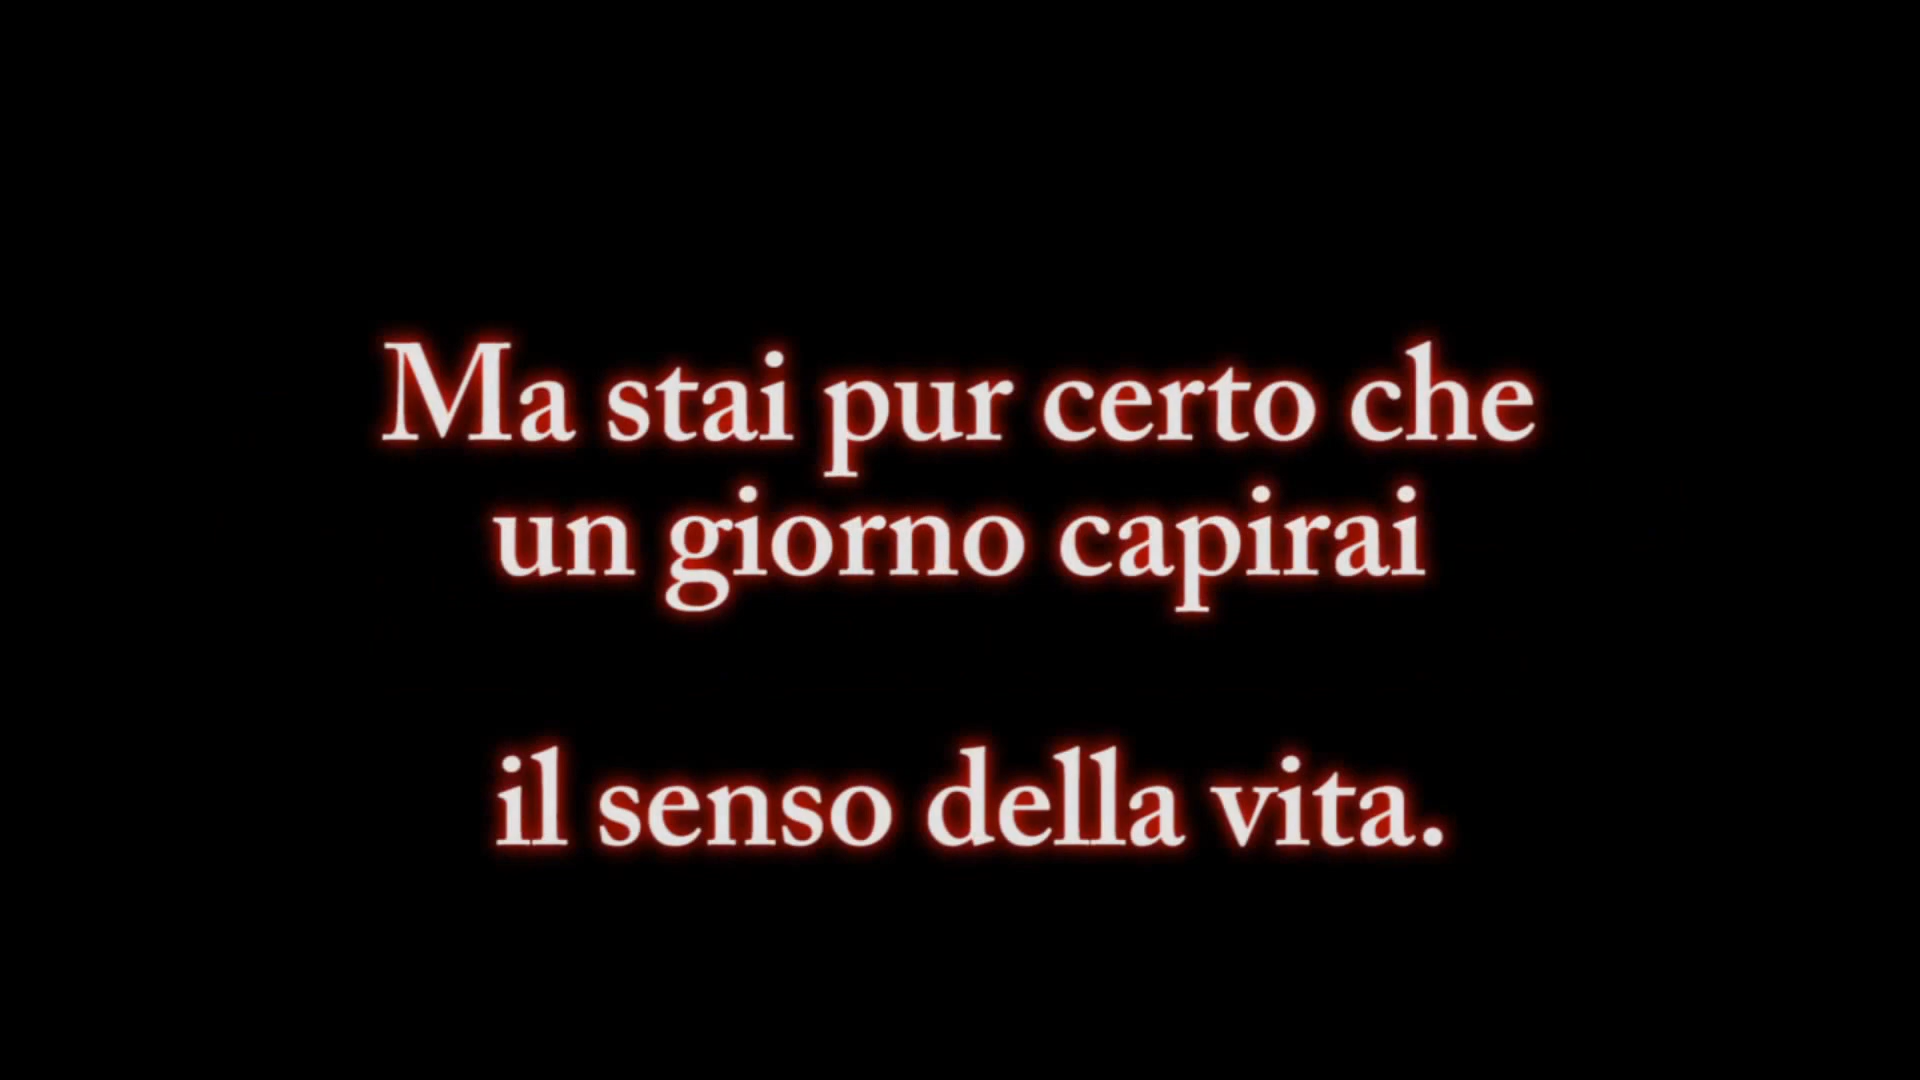 Ma stai pur certo che
un giorno capirai
il senso della vita.